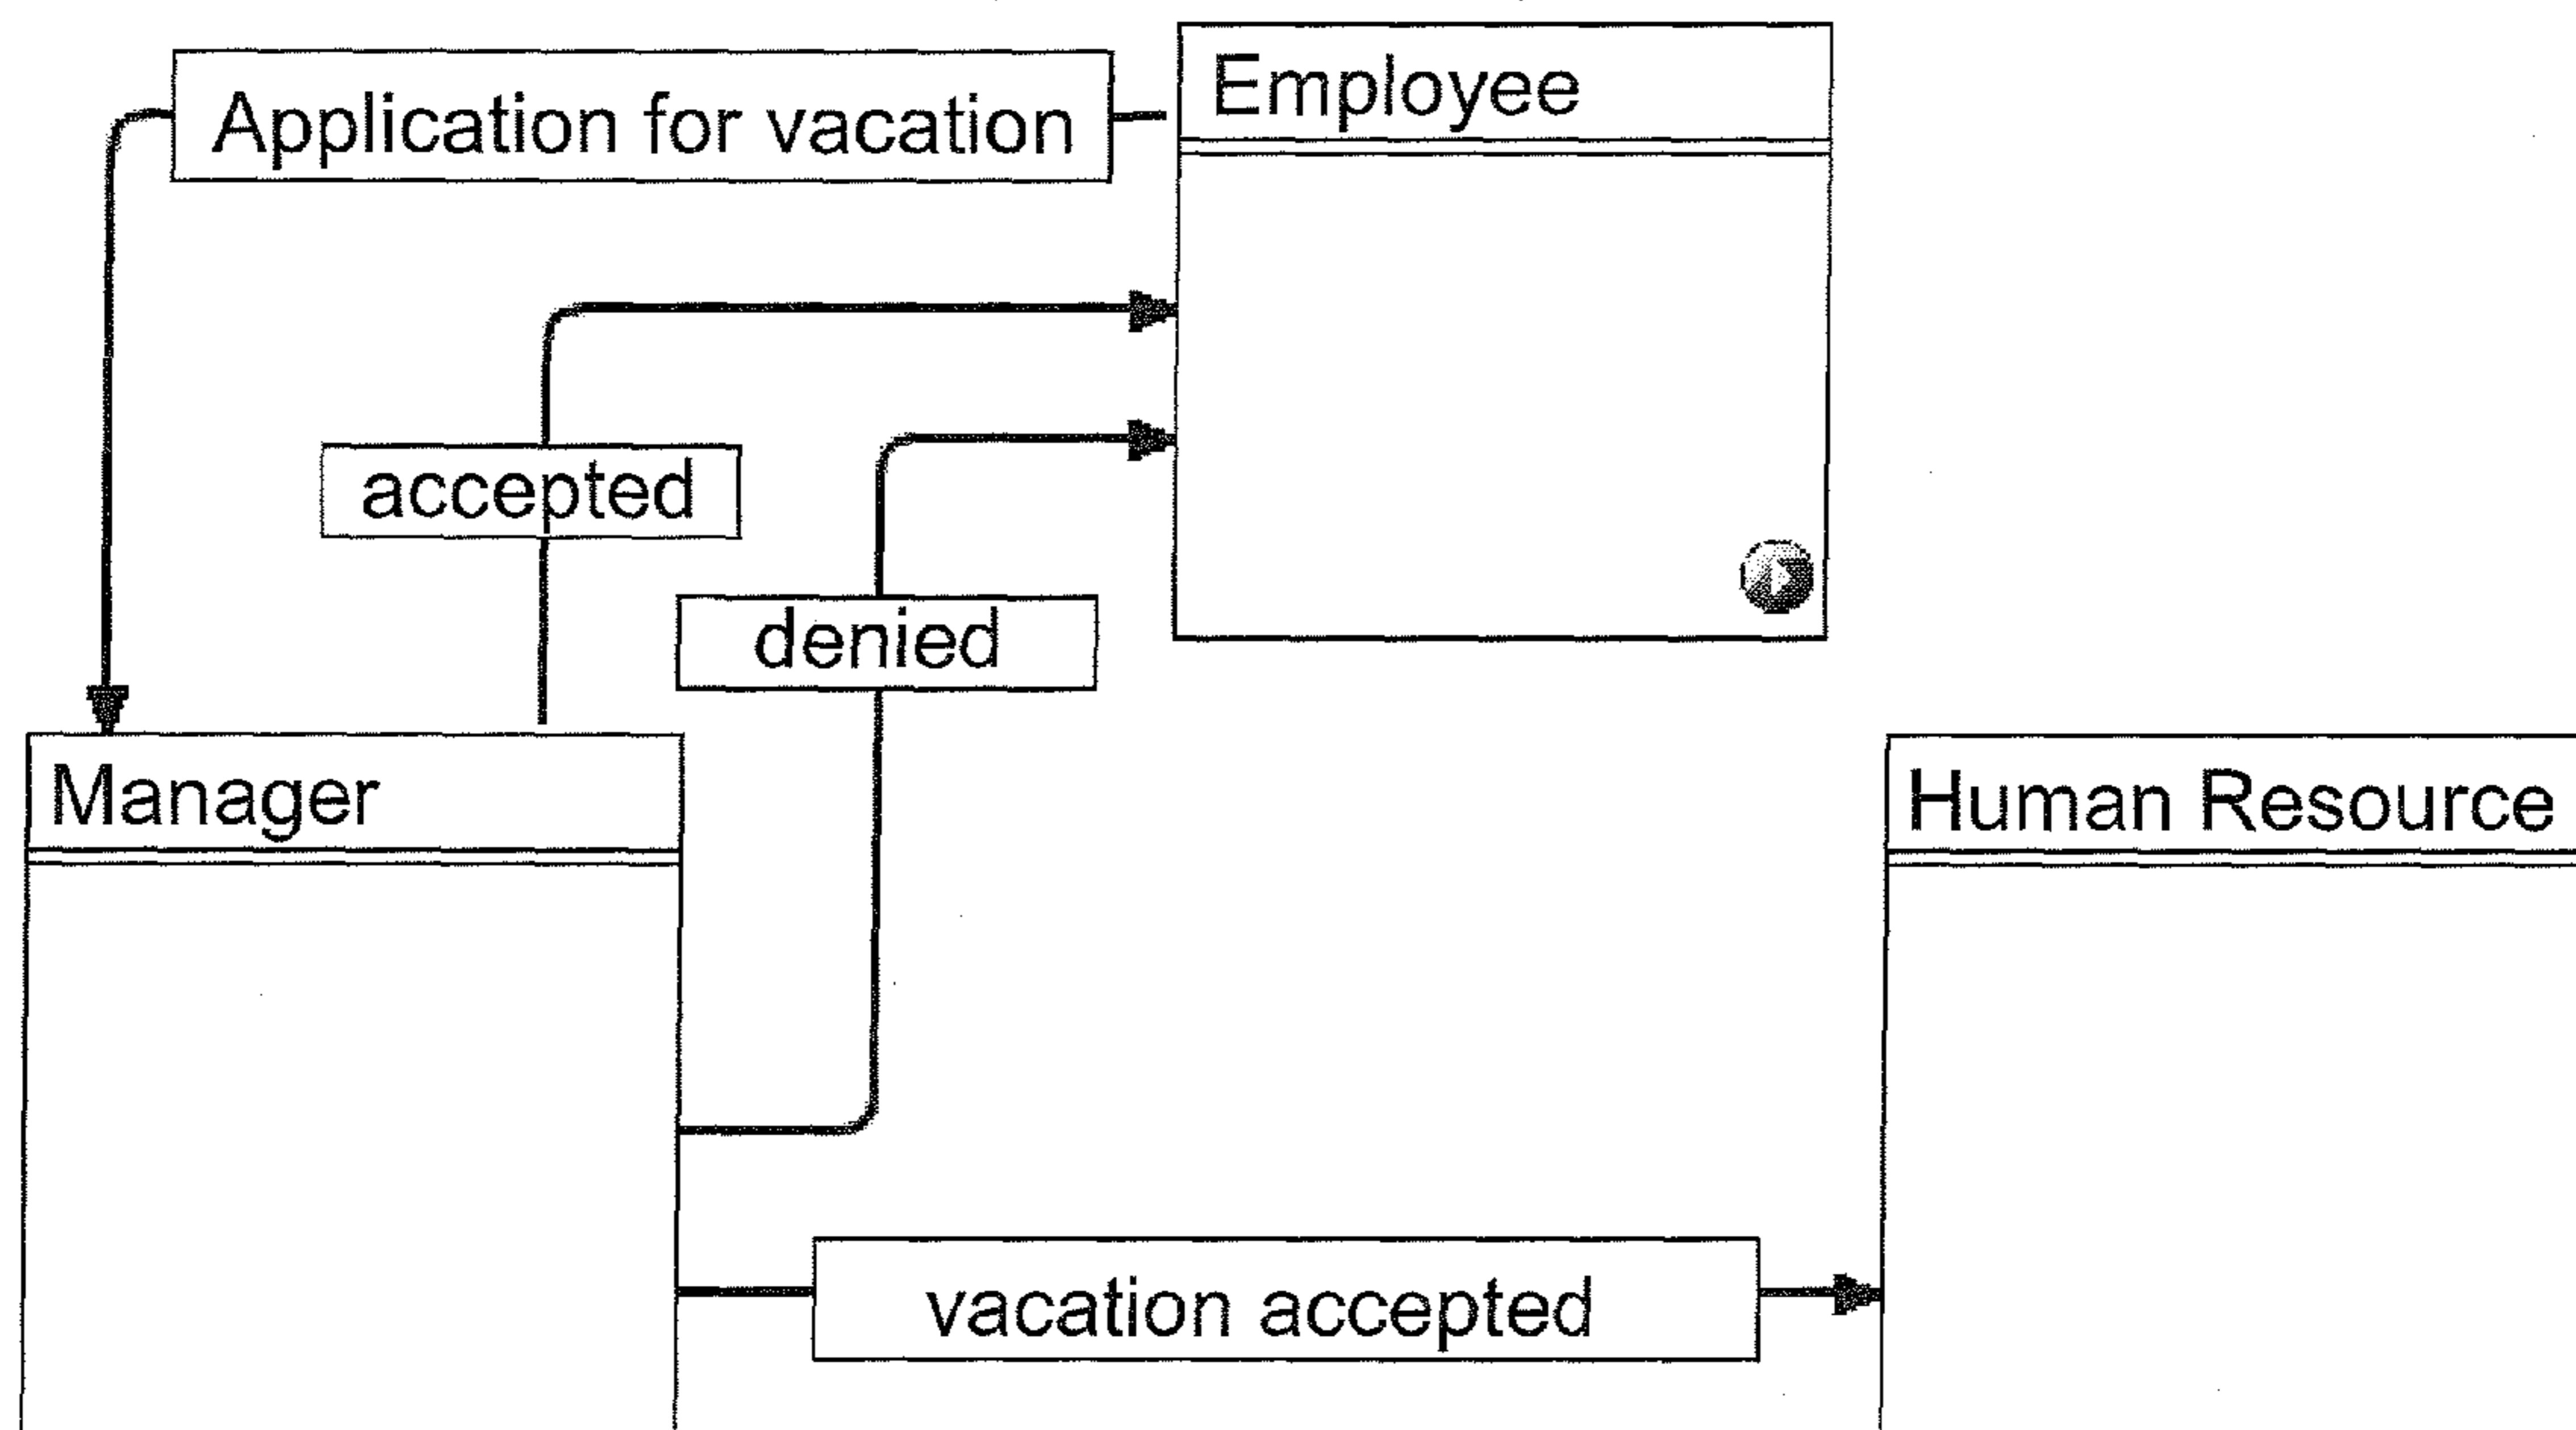 Application for vacation
Employee
accepted
denied
Manager
Human Resource
vacation accepted